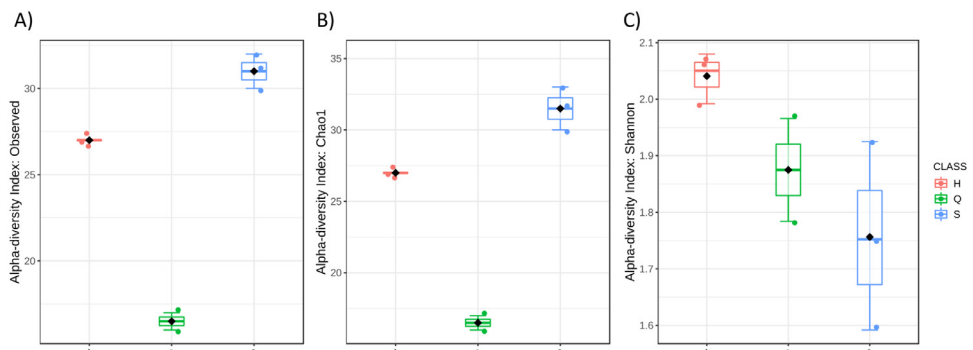 A)
Alpha-diversity Index: Observed
30
25
20
B)
Alpha-diversity Index: Chao1
35
30
25
20
C)
Alpha-diversity Index: Shannon
2.1
2.0
1.9
1.8
1.7
1.6
CLASS
H
Q
S